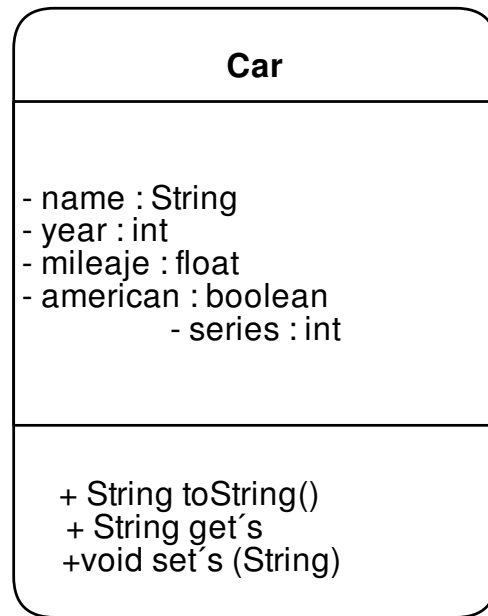 Car
- name : String
- year : int
- mileaje : float
- american : boolean
- series : int
+ String toString()
+ String get´s
+void set´s (String)